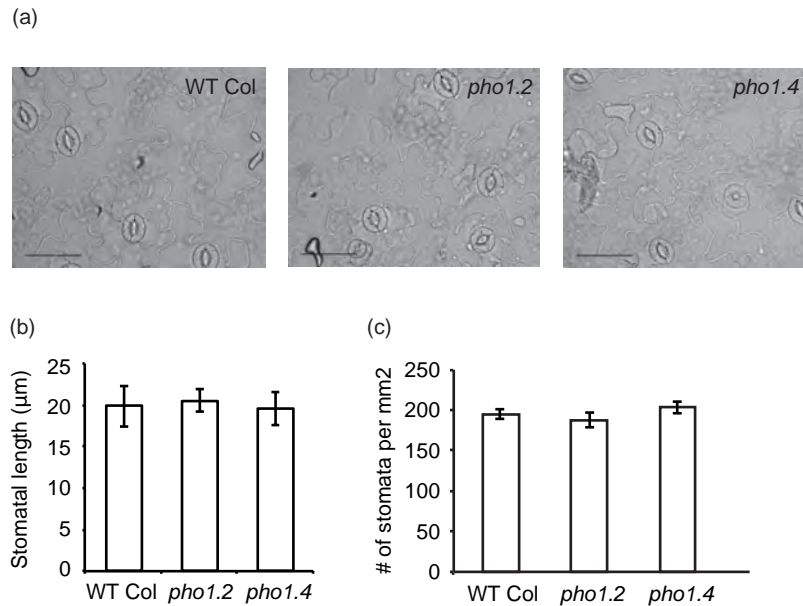 (a)
WT Col
pho1.2
pho1.4
(b)
Stomatal length (µm)
25
20
15
10
5
0
WT Col pho1.2 pho1.4
(c)
# of stomata per mm2
250
200
150
100
50
0
WT Col pho1.2 pho1.4